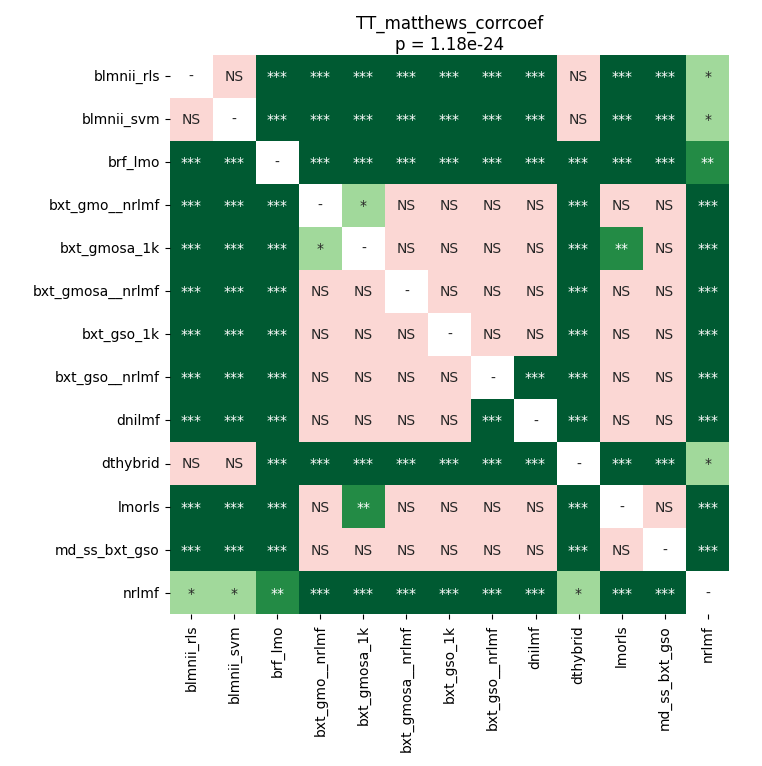 TT_matthews_corrcoef
p = 1.18e-24
blmnii_rls - NS *** *** *** *** *** *** *** NS *** *** *
blmnii_svm NS - *** *** *** *** *** *** *** NS *** *** *
brf_lmo *** *** - *** *** *** *** *** *** *** *** *** **
bxt_gmo__nrlmf *** *** *** - * NS NS NS NS *** NS NS ***
bxt_gmosa_1k *** *** *** * - NS NS NS NS *** ** NS ***
bxt_gmosa__nrlmf *** *** *** NS NS - NS NS NS *** NS NS ***
bxt_gso_1k *** *** *** NS NS NS - NS NS *** NS NS ***
bxt_gso__nrlmf *** *** *** NS NS NS NS - *** *** NS NS ***
dnilmf *** *** *** NS NS NS NS *** - *** NS NS ***
dthybrid NS NS *** *** *** *** *** *** *** - *** *** *
lmorls *** *** *** NS ** NS NS NS NS *** - NS ***
md_ss_bxt_gso *** *** *** NS NS NS NS NS NS *** NS - ***
nrlmf * * ** *** *** *** *** *** *** * *** *** -
blmnii_rls
blmnii_svm
brf_lmo
bxt_gmo__nrlmf
bxt_gmosa_1k
bxt_gmosa__nrlmf
bxt_gso_1k
bxt_gso__nrlmf
dnilmf
dthybrid
lmorls
md_ss_bxt_gso
nrlmf